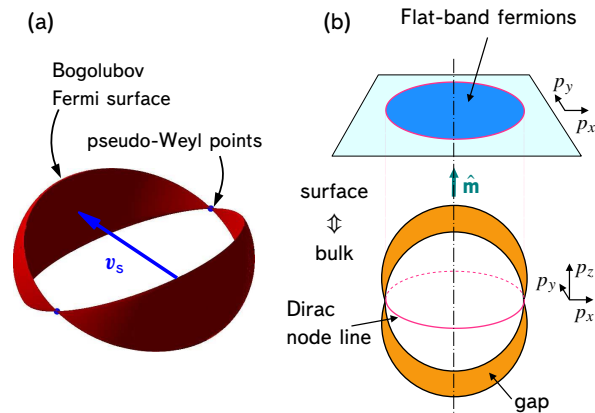 (a)
Bogolubov
Fermi surface
pseudo-Weyl points
v_s
(b)
Flat-band fermions
p_y
p_x
m̂
surface
⇕
bulk
p_z
p_y
p_x
Dirac
node line
gap